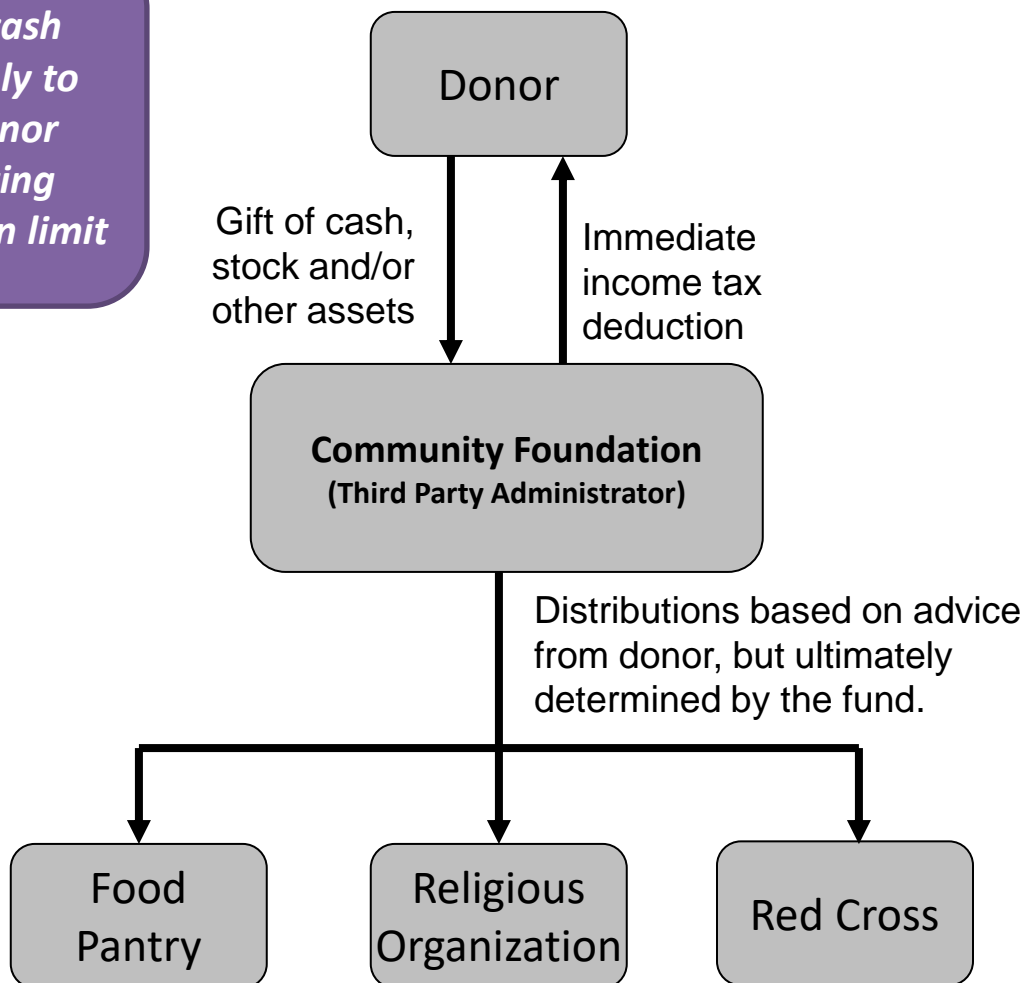 cash
ly to
nor
ing
n limit
Donor
Gift of cash,
stock and/or
other assets
Immediate
income tax
deduction
Community Foundation
(Third Party Administrator)
Distributions based on advice
from donor, but ultimately
determined by the fund.
Food
Pantry
Religious
Organization
Red Cross